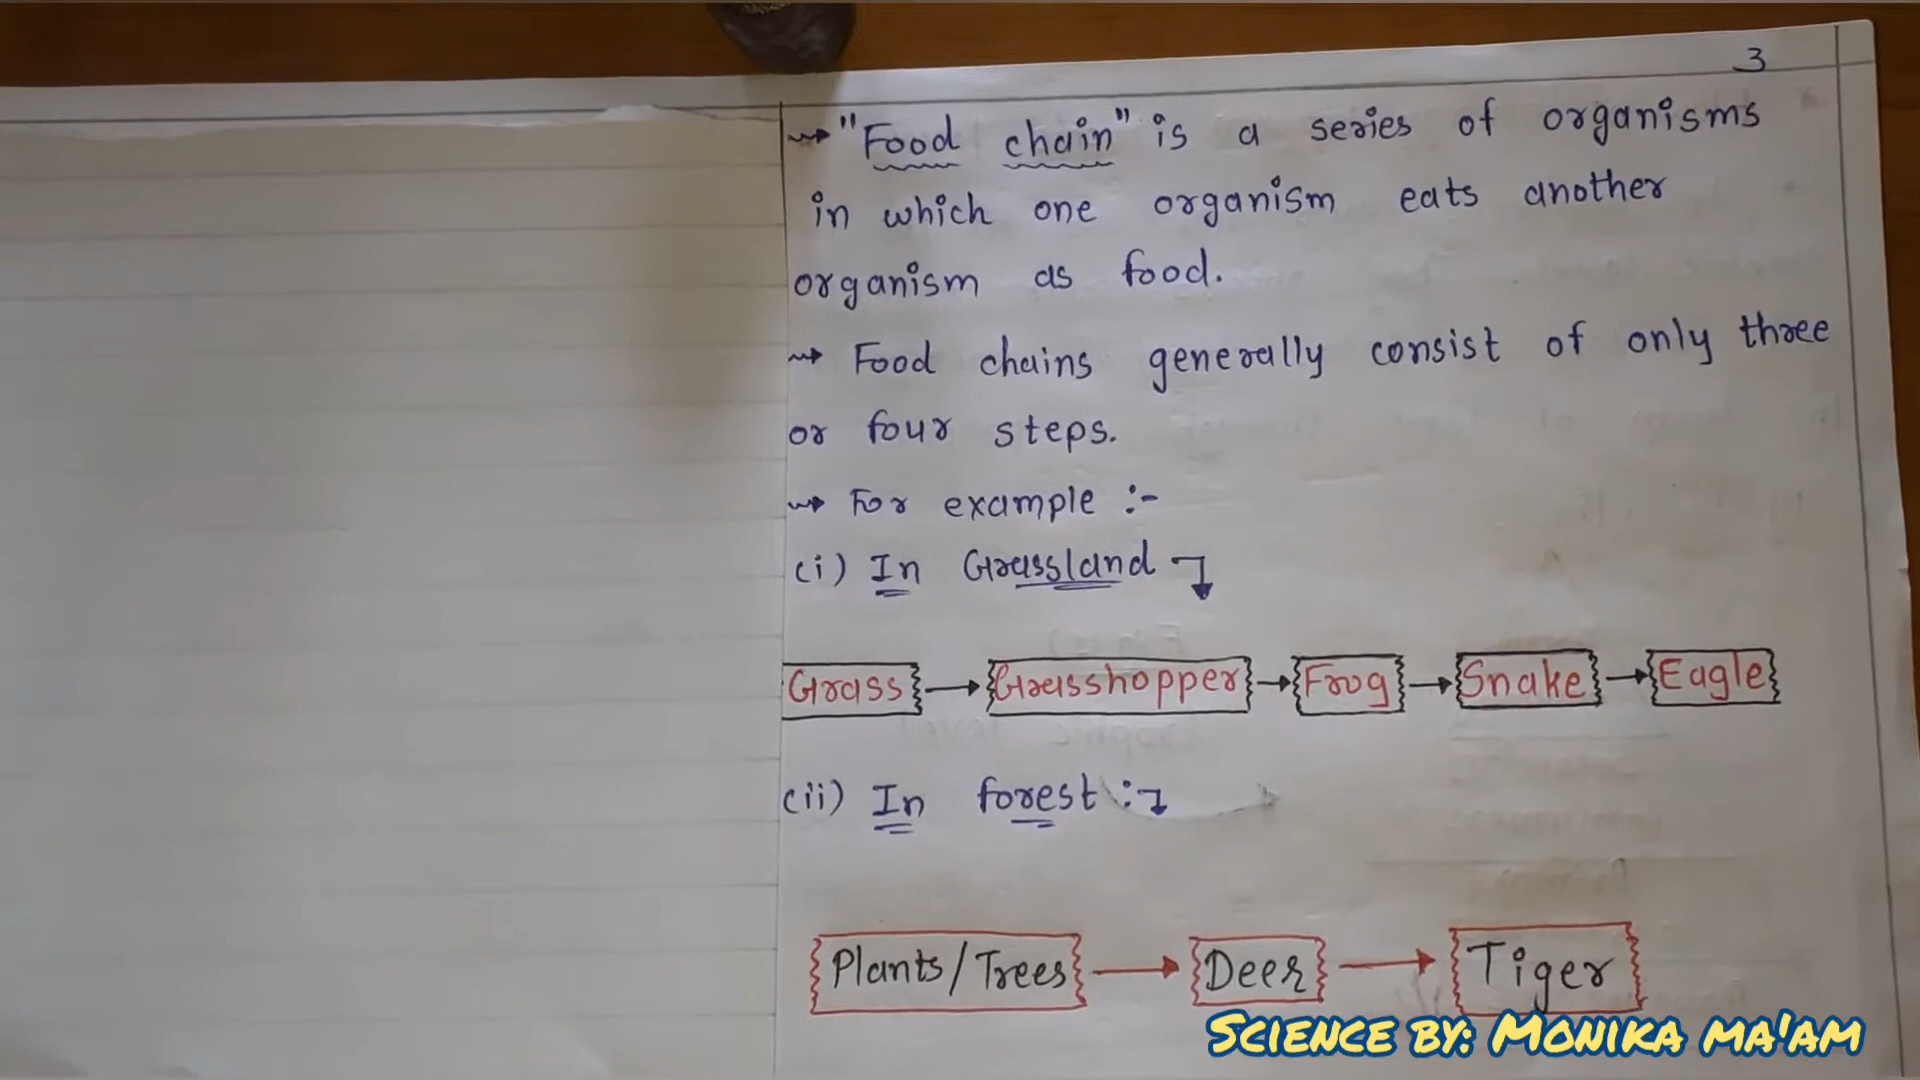 3
⇝ "Food chain" is a series of organisms
in which one organism eats another
organism as food.
⇝ Food chains generally consist of only three
or four steps.
⇝ For example :-
(i) In Grassland ↴
Grass → Grasshopper → Frog → Snake → Eagle
(ii) In forest :↴
Plants/Trees → Deer → Tiger
SCIENCE BY: MONIKA MA'AM